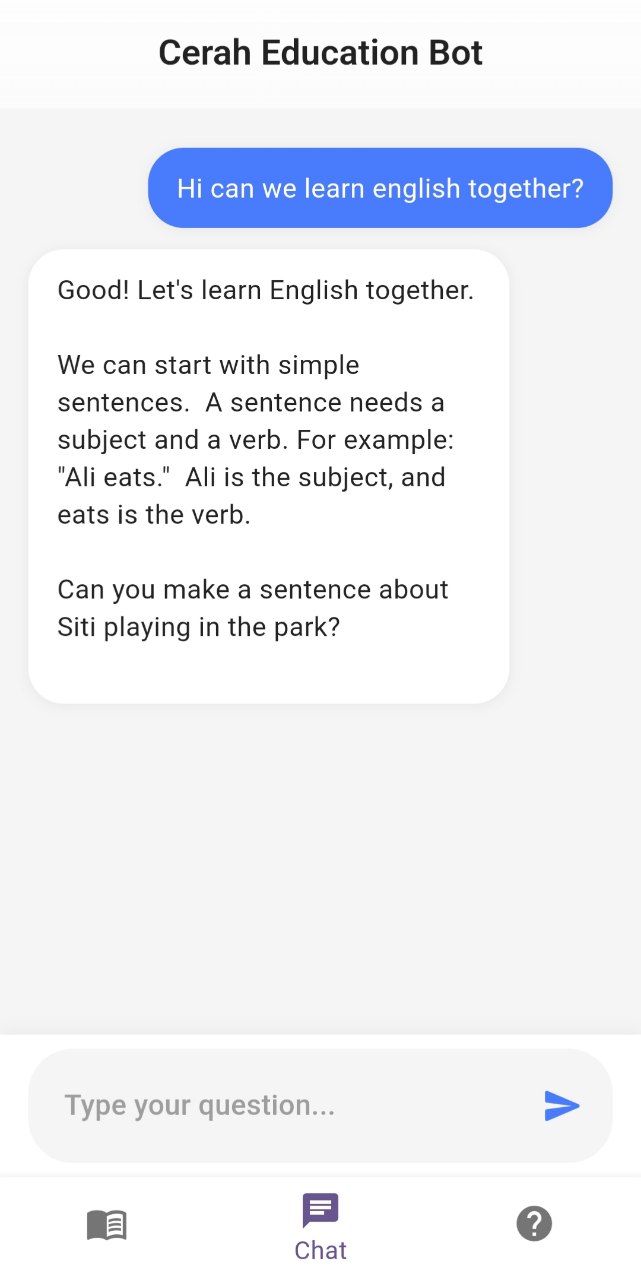 Cerah Education Bot
Hi can we learn english together?
Good! Let's learn English together.
We can start with simple
sentences.  A sentence needs a
subject and a verb. For example:
"Ali eats."  Ali is the subject, and
eats is the verb.
Can you make a sentence about
Siti playing in the park?
Type your question...
Chat